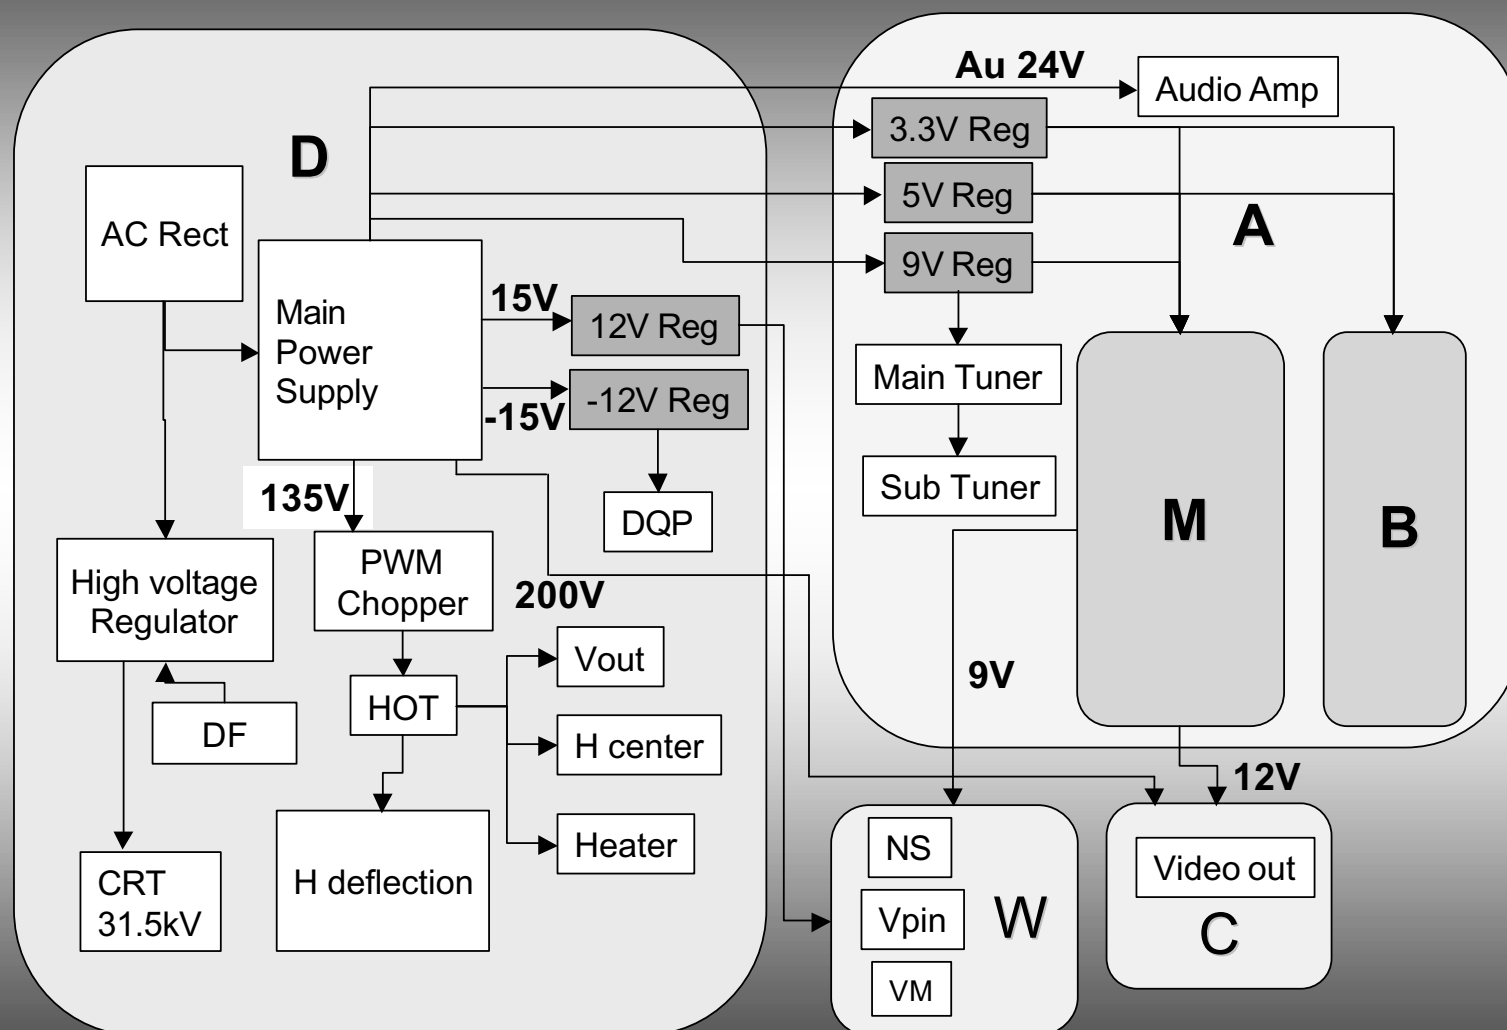 D
AC Rect
Main
Power
Supply
15V
12V Reg
-15V
-12V Reg
DQP
135V
PWM
Chopper
200V
High voltage
Regulator
DF
HOT
Vout
H center
Heater
H deflection
CRT
31.5kV
Au 24V
Audio Amp
3.3V Reg
5V Reg
A
9V Reg
Main Tuner
Sub Tuner
M
B
9V
12V
NS
Vpin
VM
W
Video out
C